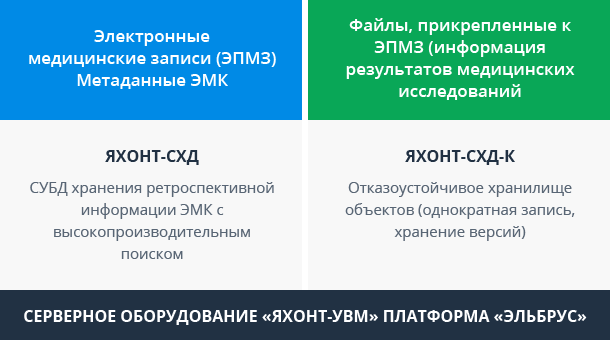 Электронные
медицинские записи (ЭПМЗ)
Метаданные ЭМК
Файлы, прикрепленные к
ЭПМЗ (информация
результатов медицинских
исследований
ЯХОНТ-СХД
СУБД хранения ретроспективной
информации ЭМК с
высокопроизводительным
поиском
ЯХОНТ-СХД-К
Отказоустойчивое хранилище
объектов (однократная запись,
хранение версий)
СЕРВЕРНОЕ ОБОРУДОВАНИЕ «ЯХОНТ-УВМ» ПЛАТФОРМА «ЭЛЬБРУС»